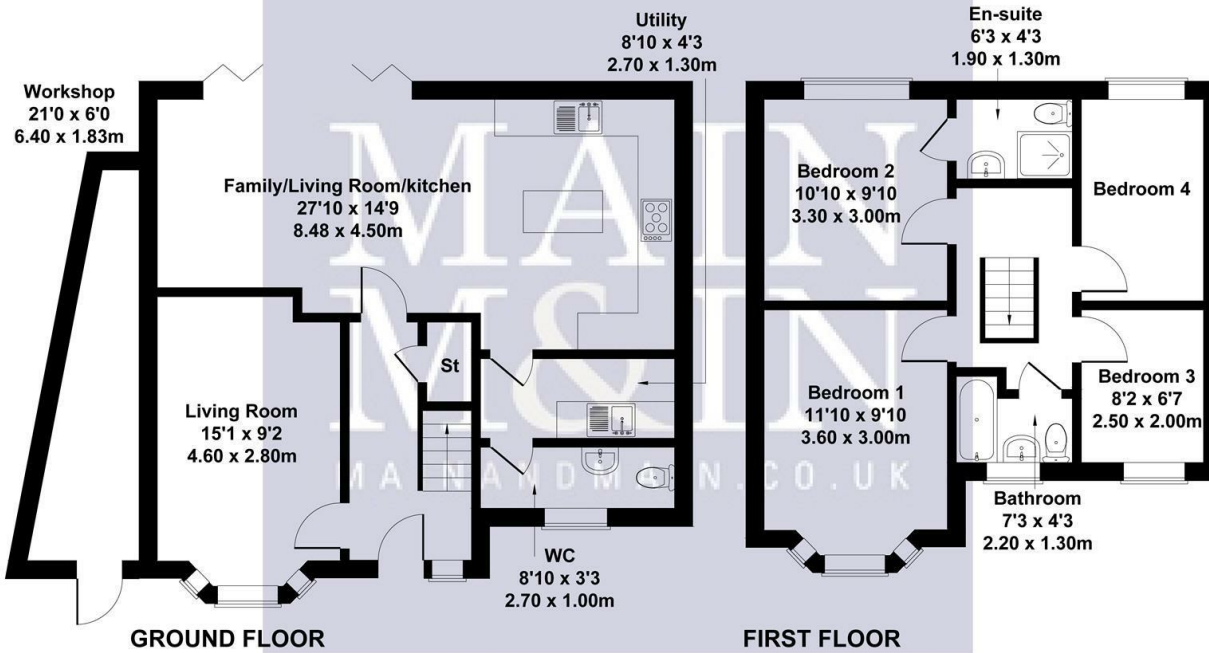 Utility
8'10 x 4'3
2.70 x 1.30m
En-suite
6'3 x 4'3
1.90 x 1.30m
Workshop
21'0 x 6'0
6.40 x 1.83m
Family/Living Room/kitchen
27'10 x 14'9
8.48 x 4.50m
Bedroom 2
10'10 x 9'10
3.30 x 3.00m
Bedroom 4
MAIN
M&IN
MAINANDMAIN.CO.UK
St
Living Room
15'1 x 9'2
4.60 x 2.80m
Bedroom 1
11'10 x 9'10
3.60 x 3.00m
Bedroom 3
8'2 x 6'7
2.50 x 2.00m
WC
8'10 x 3'3
2.70 x 1.00m
Bathroom
7'3 x 4'3
2.20 x 1.30m
GROUND FLOOR
FIRST FLOOR